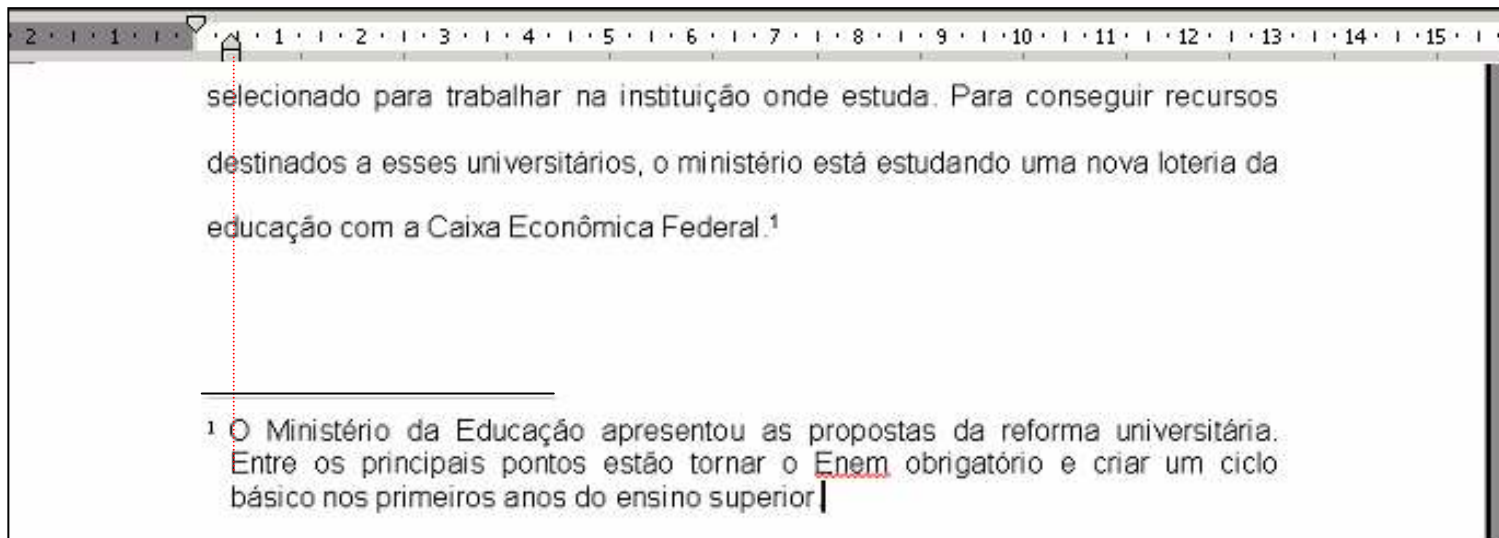 2 · ı · 1 · ı · ı · 1 · ı · 2 · ı · 3 · ı · 4 · ı · 5 · ı · 6 · ı · 7 · ı · 8 · ı · 9 · ı · 10 · ı · 11 · ı · 12 · ı · 13 · ı · 14 · ı · 15 · ı
selecionado para trabalhar na instituição onde estuda. Para conseguir recursos
destinados a esses universitários, o ministério está estudando uma nova loteria da
educação com a Caixa Econômica Federal.¹
¹ O Ministério da Educação apresentou as propostas da reforma universitária.
Entre os principais pontos estão tornar o Enem obrigatório e criar um ciclo
básico nos primeiros anos do ensino superior